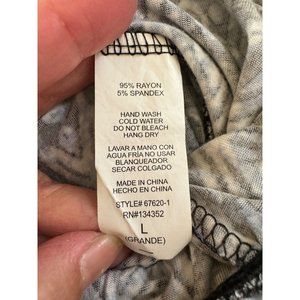 95% RAYON
5% SPANDEX
HAND WASH
COLD WATER
DO NOT BLEACH
HANG DRY
LAVAR A MANO CON
AGUA FRIA NO USAR
BLANQUEADOR
SECAR COLGADO
MADE IN CHINA
HECHO EN CHINA
STYLE# 67620-1
RN#134352
L
(GRANDE)